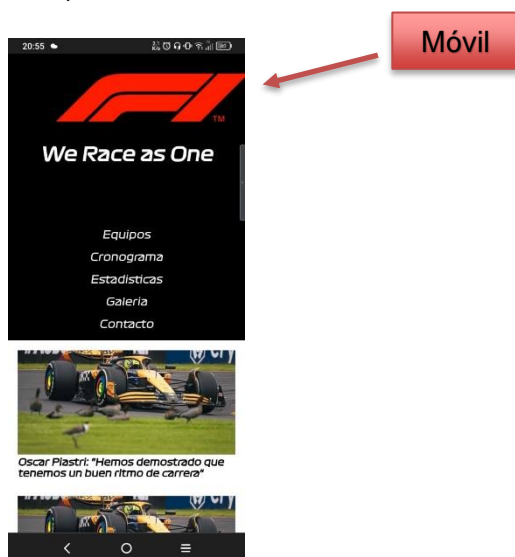 Móvil
20:55
TM
We Race as One
Equipos
Cronograma
Estadisticas
Galeria
Contacto
Oscar Piastri: "Hemos demostrado que
tenemos un buen ritmo de carrera"